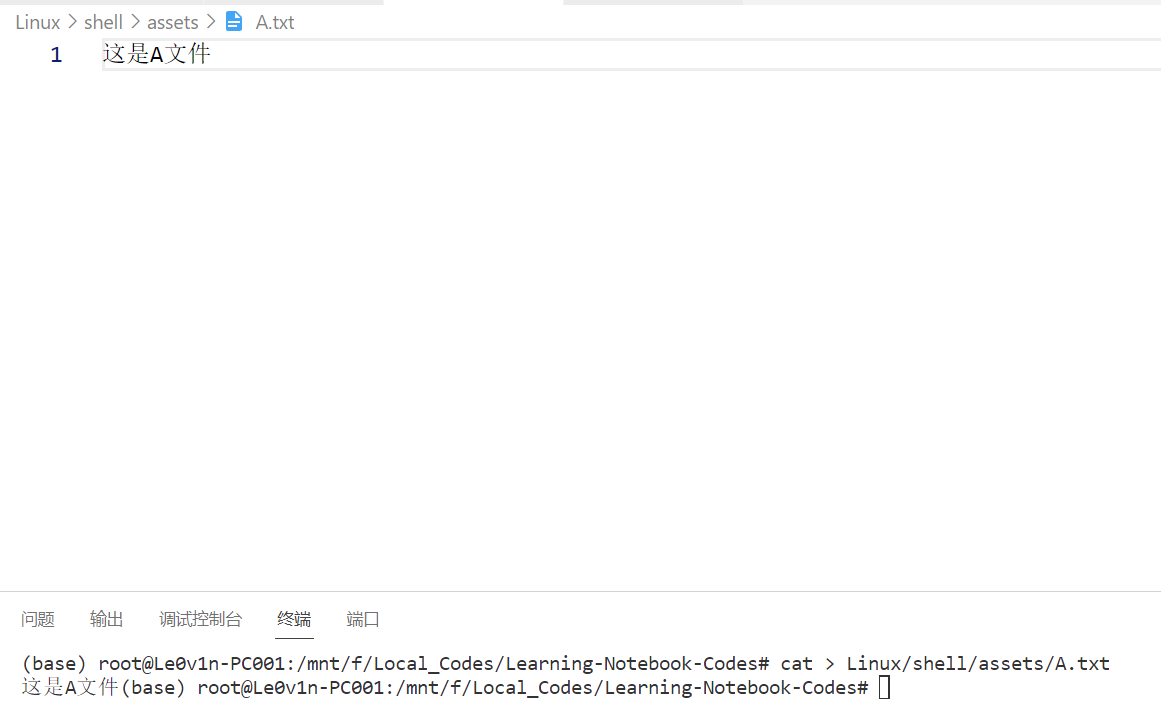 Linux > shell > assets > A.txt
1 这是A文件
问题 输出 调试控制台 终端 端口
(base) root@Le0v1n-PC001:/mnt/f/Local_Codes/Learning-Notebook-Codes# cat > Linux/shell/assets/A.txt
这是A文件(base) root@Le0v1n-PC001:/mnt/f/Local_Codes/Learning-Notebook-Codes#